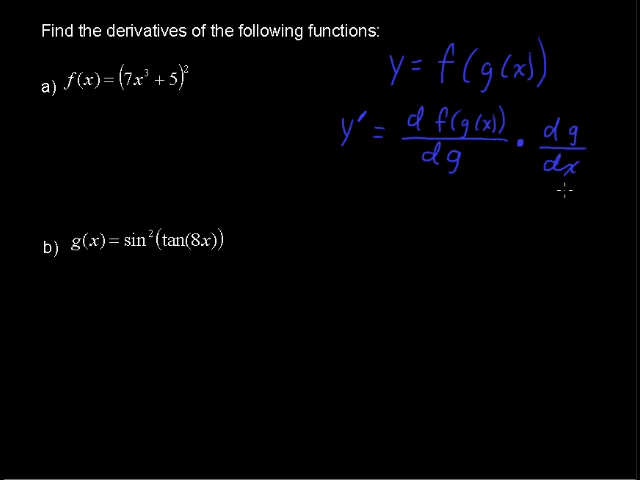 Find the derivatives of the following functions:
y = f(g(x))
a) f(x) = (7x³ + 5)²
y' = d f(g(x)) / dg · dg / dx
b) g(x) = sin²(tan(8x))